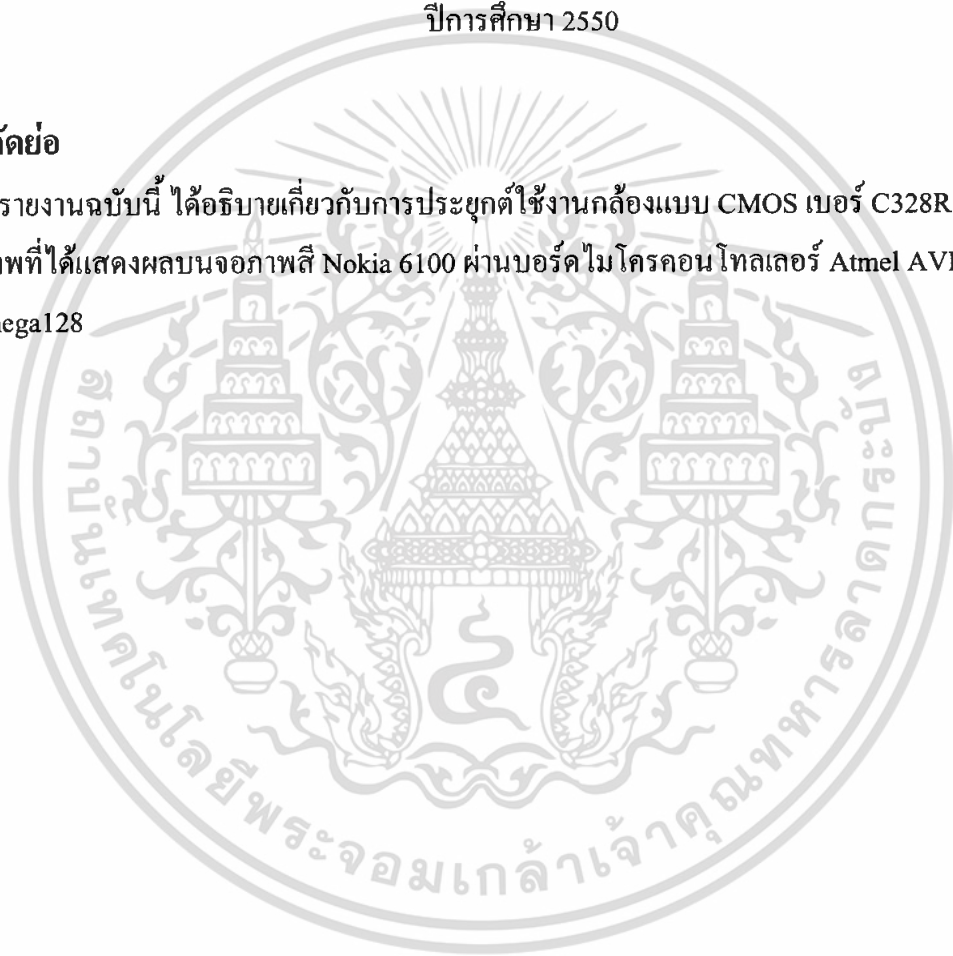 ปีการศึกษา 2550
ัดย่อ
รายงานฉบับนี้ ได้อธิบายเกี่ยวกับการประยุกต์ใช้งานกล้องแบบ CMOS เบอร์ C328R
าพที่ได้แสดงผลบนจอภาพสี Nokia 6100 ผ่านบอร์ดไมโครคอนโทลเลอร์ Atmel AV
ega128
สถาบันเทคโนโลยีพระจอมเกล้าเจ้าคุณทหารลาดกระบัง